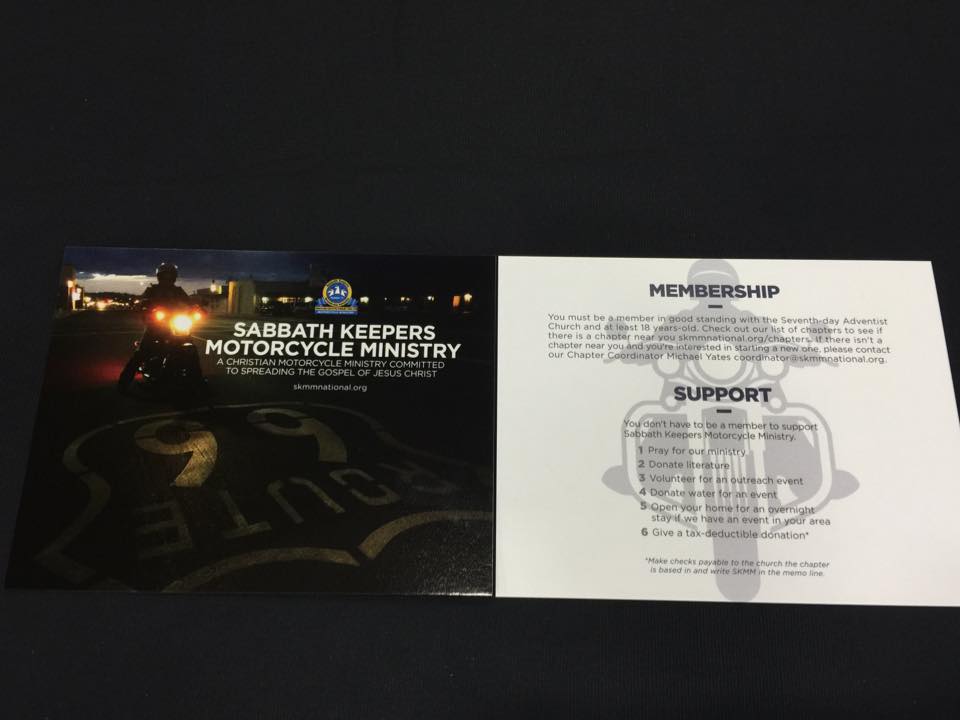 SABBATH KEEPERS
MOTORCYCLE MINISTRY
A CHRISTIAN MOTORCYCLE MINISTRY COMMITTED
TO SPREADING THE GOSPEL OF JESUS CHRIST
skmmnational.org
ROUTE
66
MEMBERSHIP
You must be a member in good standing with the Seventh-day Adventist
Church and at least 18 years-old. Check out our list of chapters to see if
there is a chapter near you skmmnational.org/chapters. If there isn't a
chapter near you and you're interested in starting a new one, please contact
our Chapter Coordinator Michael Yates coordinator@skmmnational.org.
SUPPORT
You don't have to be a member to support
Sabbath Keepers Motorcycle Ministry.
1 Pray for our ministry
2 Donate literature
3 Volunteer for an outreach event
4 Donate water for an event
5 Open your home for an overnight
stay if we have an event in your area
6 Give a tax-deductible donation*
*Make checks payable to the church the chapter
is based in and write SKMM in the memo line.